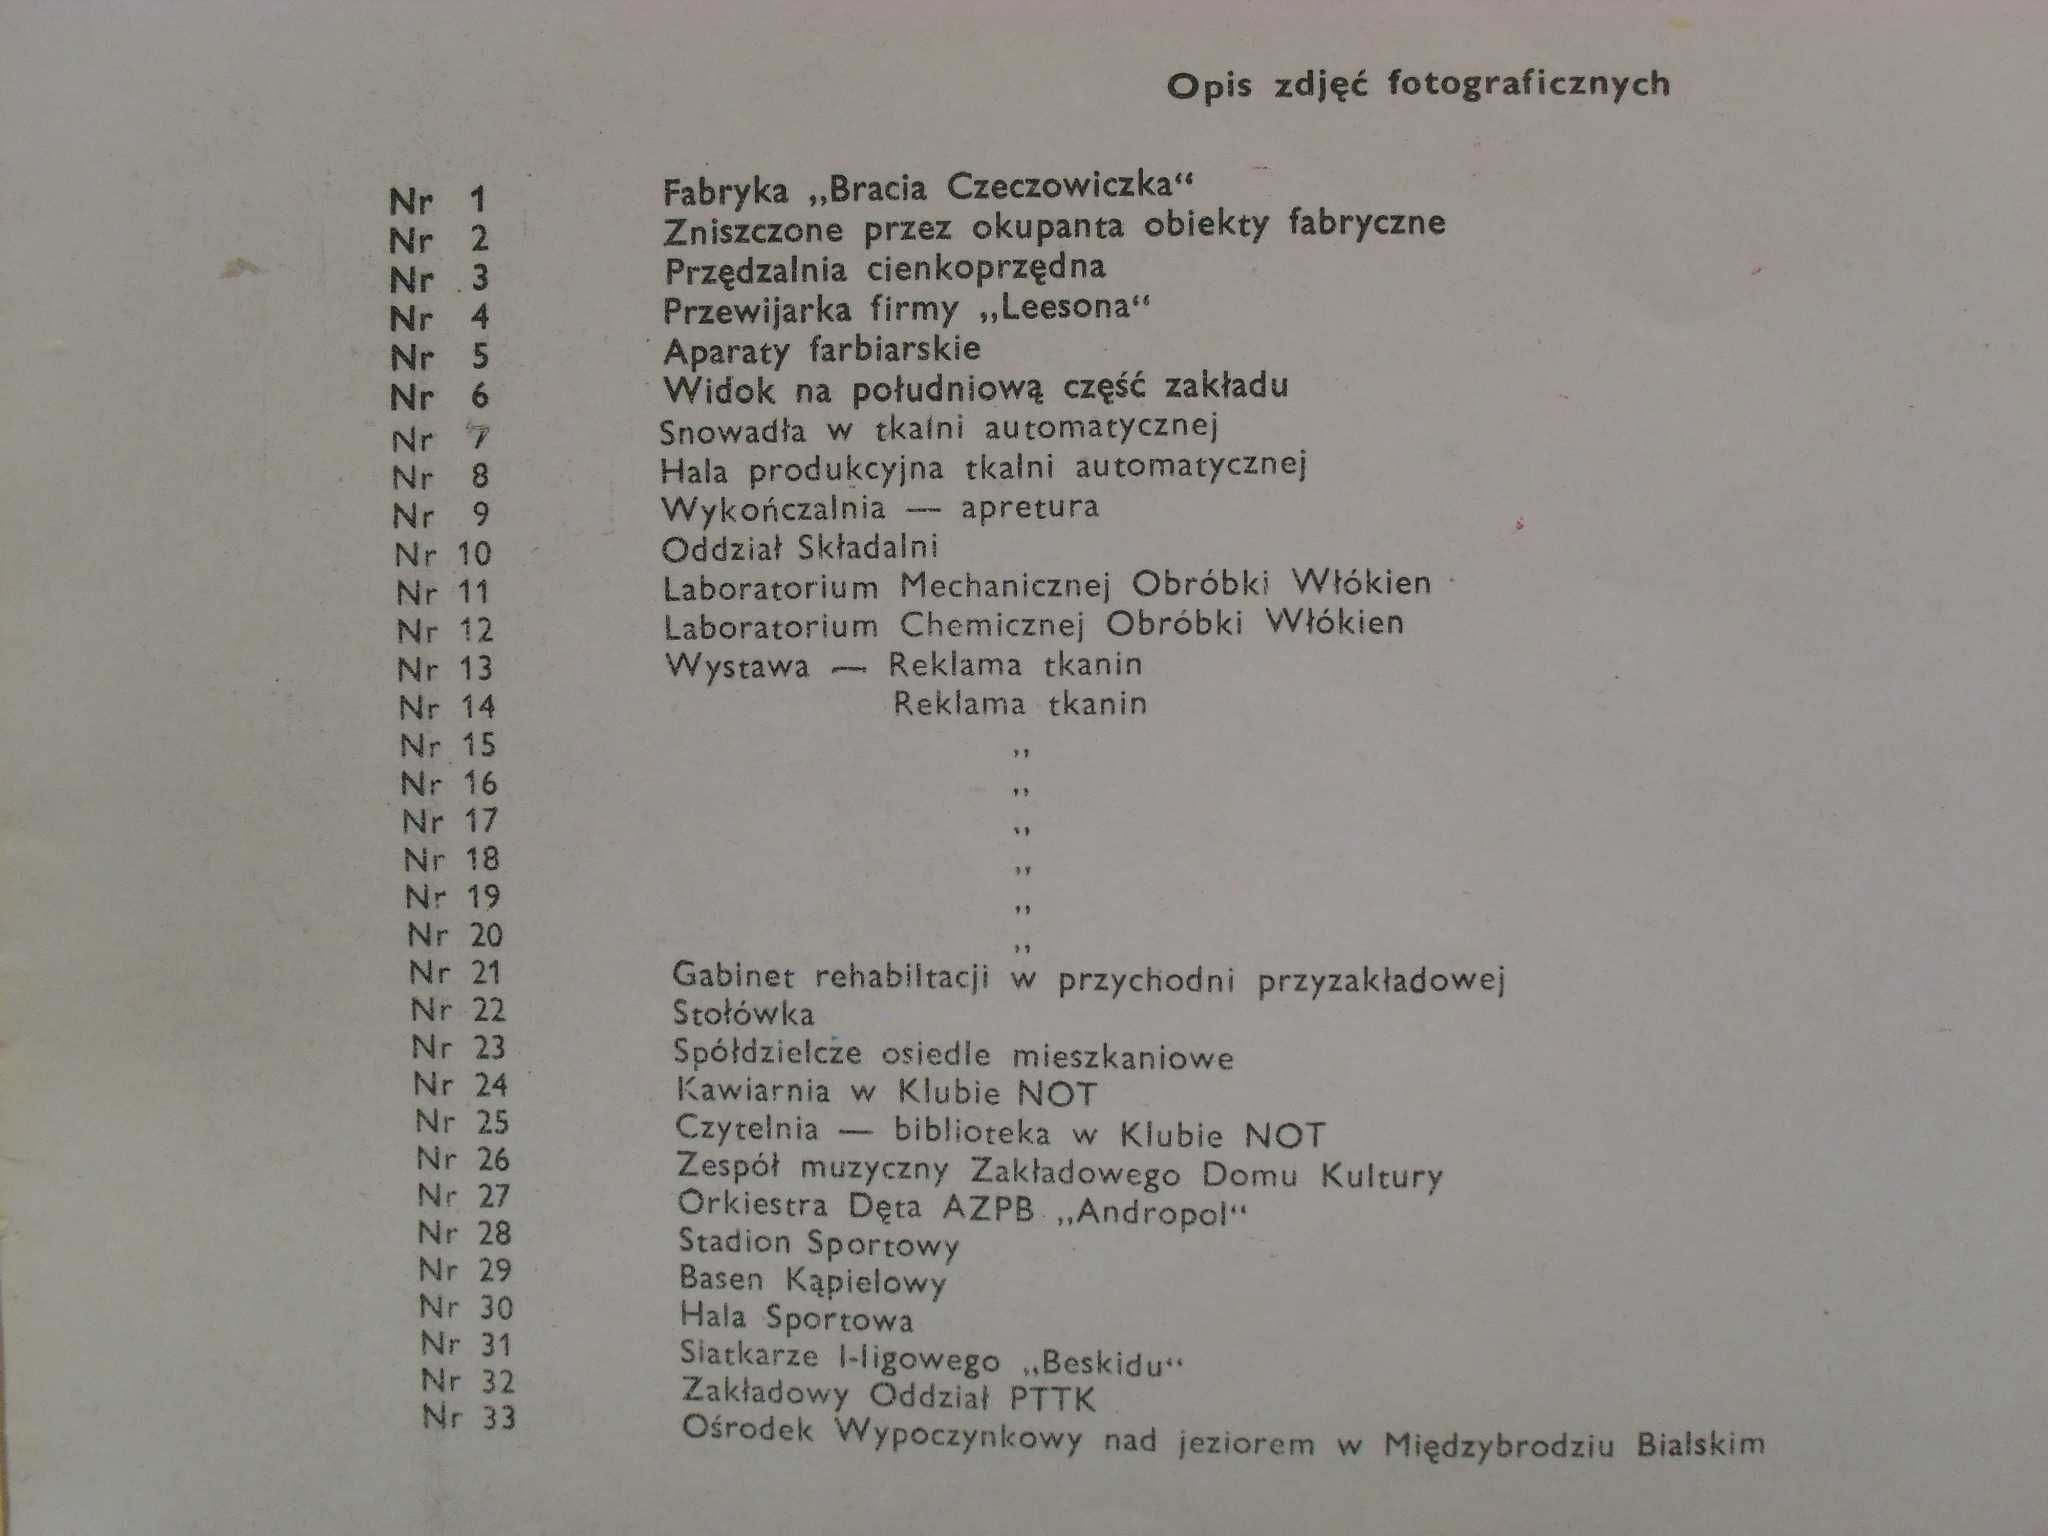 Opis zdjęć fotograficznych
Nr 1 Fabryka „Bracia Czeczowiczka“
Nr 2 Zniszczone przez okupanta obiekty fabryczne
Nr 3 Przędzalnia cienkoprzędna
Nr 4 Przewijarka firmy „Leesona“
Nr 5 Aparaty farbiarskie
Nr 6 Widok na południową część zakładu
Nr 7 Snowadła w tkalni automatycznej
Nr 8 Hala produkcyjna tkalni automatycznej
Nr 9 Wykończalnia — apretura
Nr 10 Oddział Składalni
Nr 11 Laboratorium Mechanicznej Obróbki Włókien
Nr 12 Laboratorium Chemicznej Obróbki Włókien
Nr 13 Wystawa — Reklama tkanin
Nr 14 Reklama tkanin
Nr 15 „
Nr 16 „
Nr 17 „
Nr 18 „
Nr 19 „
Nr 20 „
Nr 21 Gabinet rehabiltacji w przychodni przyzakładowej
Nr 22 Stołówka
Nr 23 Spółdzielcze osiedle mieszkaniowe
Nr 24 Kawiarnia w Klubie NOT
Nr 25 Czytelnia — biblioteka w Klubie NOT
Nr 26 Zespół muzyczny Zakładowego Domu Kultury
Nr 27 Orkiestra Dęta AZPB „Andropol“
Nr 28 Stadion Sportowy
Nr 29 Basen Kąpielowy
Nr 30 Hala Sportowa
Nr 31 Siatkarze I-ligowego „Beskidu“
Nr 32 Zakładowy Oddział PTTK
Nr 33 Ośrodek Wypoczynkowy nad jeziorem w Międzybrodziu Bialskim